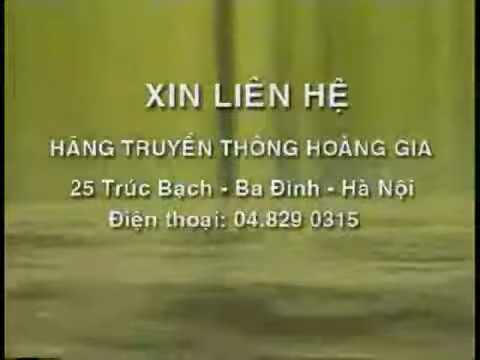 XIN LIÊN HỆ
HÃNG TRUYỀN THÔNG HOÀNG GIA
25 Trúc Bạch - Ba Đình - Hà Nội
Điện thoại: 04.829 0315